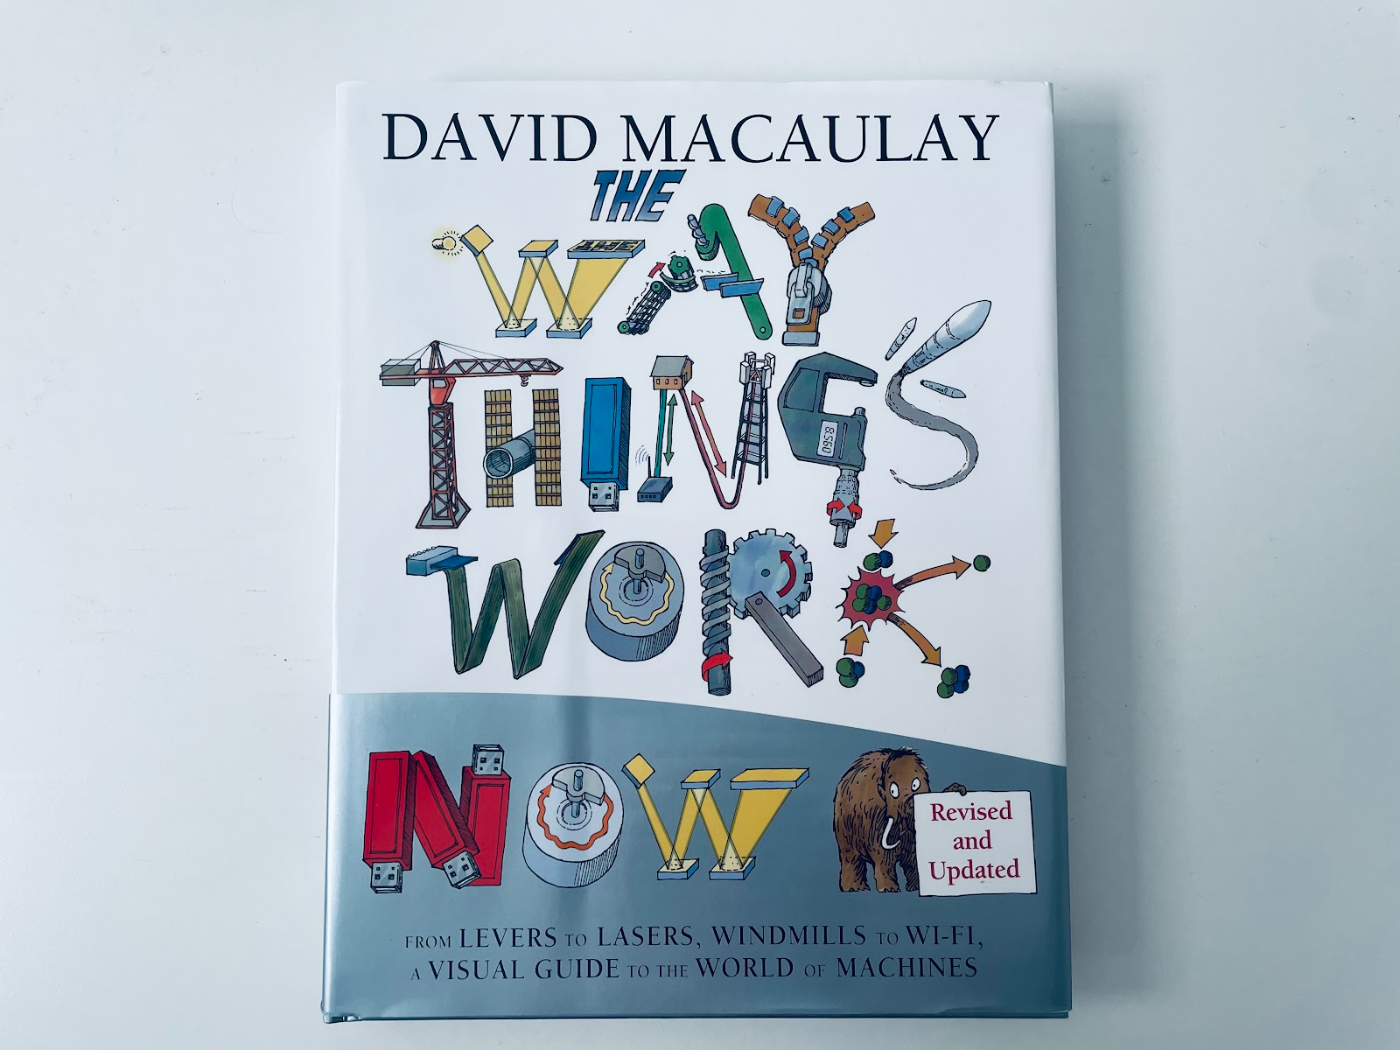 DAVID MACAULAY
THE
WAY
THINGS
WORK
NOW
Revised
and
Updated
FROM LEVERS TO LASERS, WINDMILLS TO WI-FI,
A VISUAL GUIDE TO THE WORLD OF MACHINES